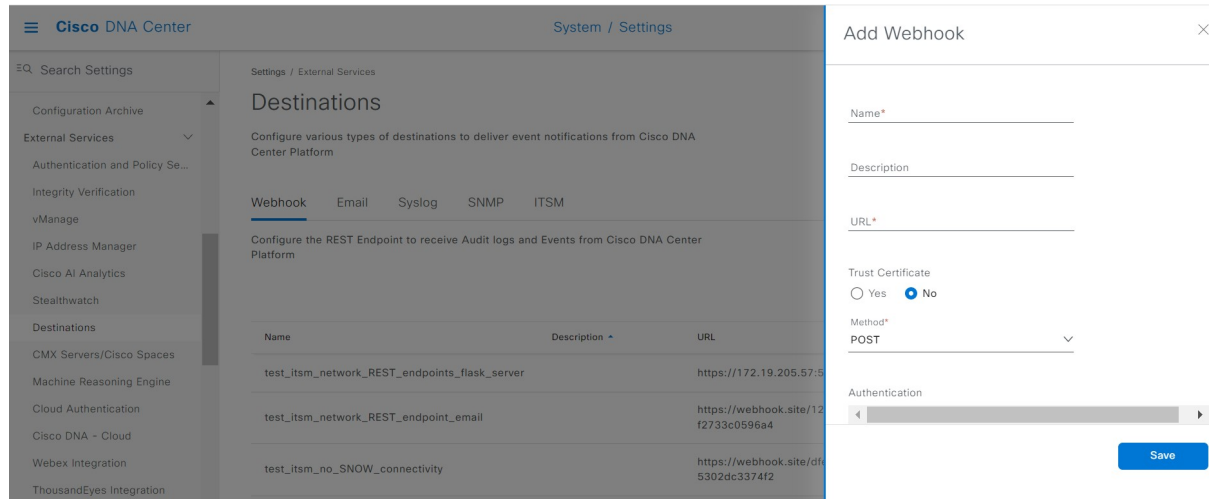 Cisco DNA Center
System / Settings
Search Settings
Configuration Archive
External Services
Authentication and Policy Se...
Integrity Verification
vManage
IP Address Manager
Cisco AI Analytics
Stealthwatch
Destinations
CMX Servers/Cisco Spaces
Machine Reasoning Engine
Cloud Authentication
Cisco DNA - Cloud
Webex Integration
ThousandEyes Integration
Settings / External Services
Destinations
Configure various types of destinations to deliver event notifications from Cisco DNA
Center Platform
Webhook Email Syslog SNMP ITSM
Configure the REST Endpoint to receive Audit logs and Events from Cisco DNA Center
Platform
Name Description URL
test_itsm_network_REST_endpoints_flask_server https://172.19.205.57:5
test_itsm_network_REST_endpoint_email https://webhook.site/12
f2733c0596a4
test_itsm_no_SNOW_connectivity https://webhook.site/dfe
5302dc3374f2
Add Webhook
Name*
Description
URL*
Trust Certificate
Yes No
Method*
POST
Authentication
Save